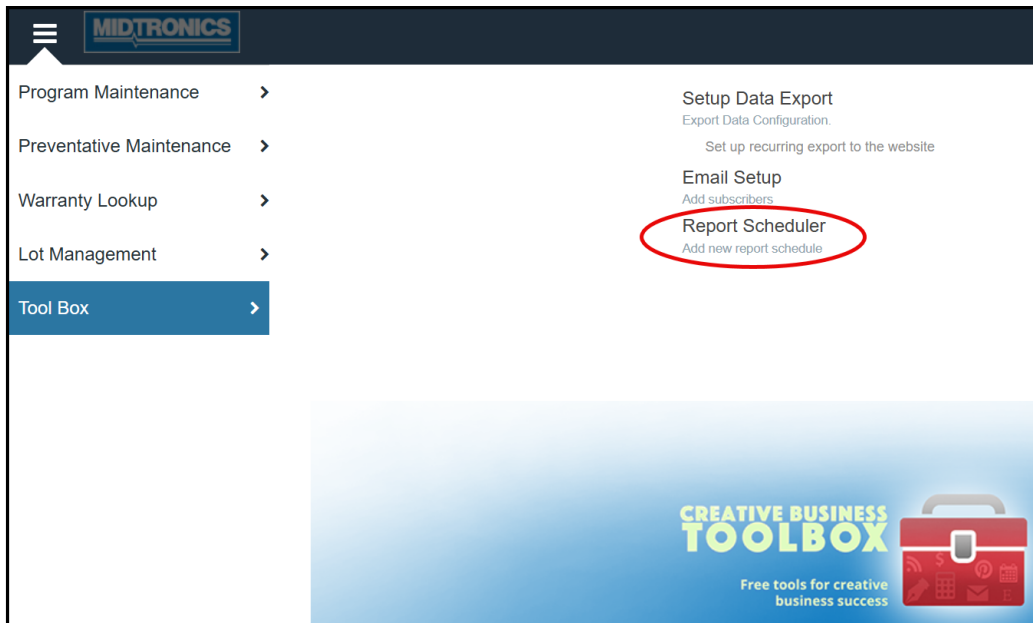 MIDTRONICS
Program Maintenance
Preventative Maintenance
Warranty Lookup
Lot Management
Tool Box
Setup Data Export
Export Data Configuration.
Set up recurring export to the website
Email Setup
Add subscribers
Report Scheduler
Add new report schedule
CREATIVE BUSINESS
TOOLBOX
Free tools for creative
business success
$
E